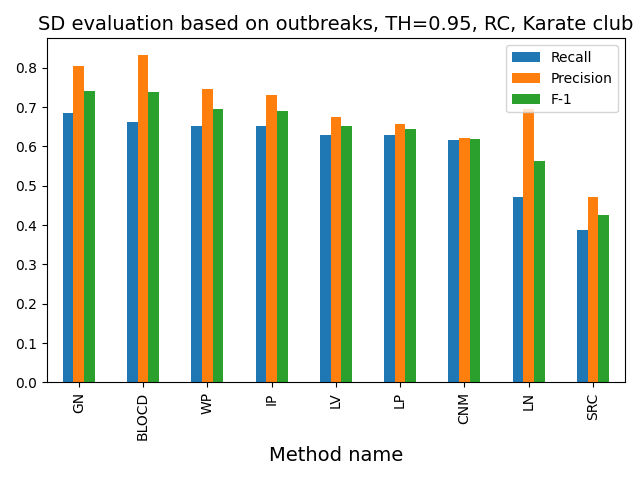 SD evaluation based on outbreaks, TH=0.95, RC, Karate club
Recall
Precision
F-1
0.8
0.7
0.6
0.5
0.4
0.3
0.2
0.1
0.0
GN
BLOCD
WP
IP
LV
LP
CNM
LN
SRC
Method name